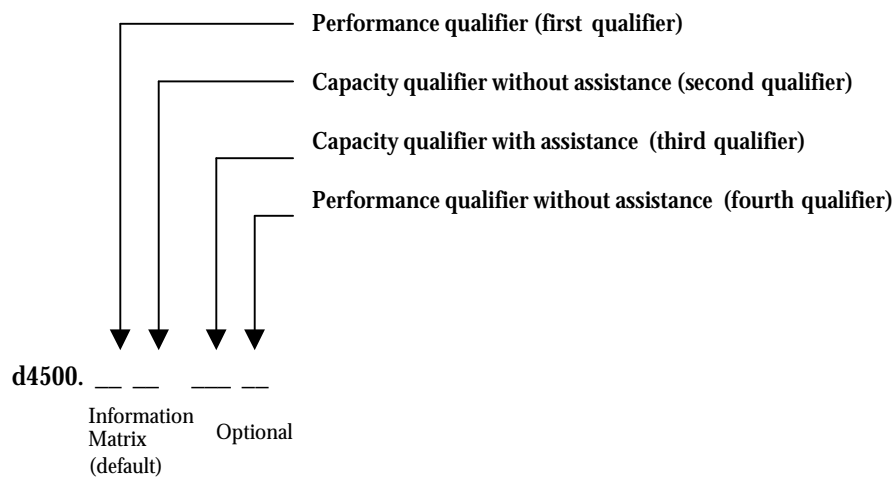 Performance qualifier (first qualifier)
Capacity qualifier without assistance (second qualifier)
Capacity qualifier with assistance (third qualifier)
Performance qualifier without assistance (fourth qualifier)
d4500. __ __ ___ __
Information
Matrix
(default)
Optional